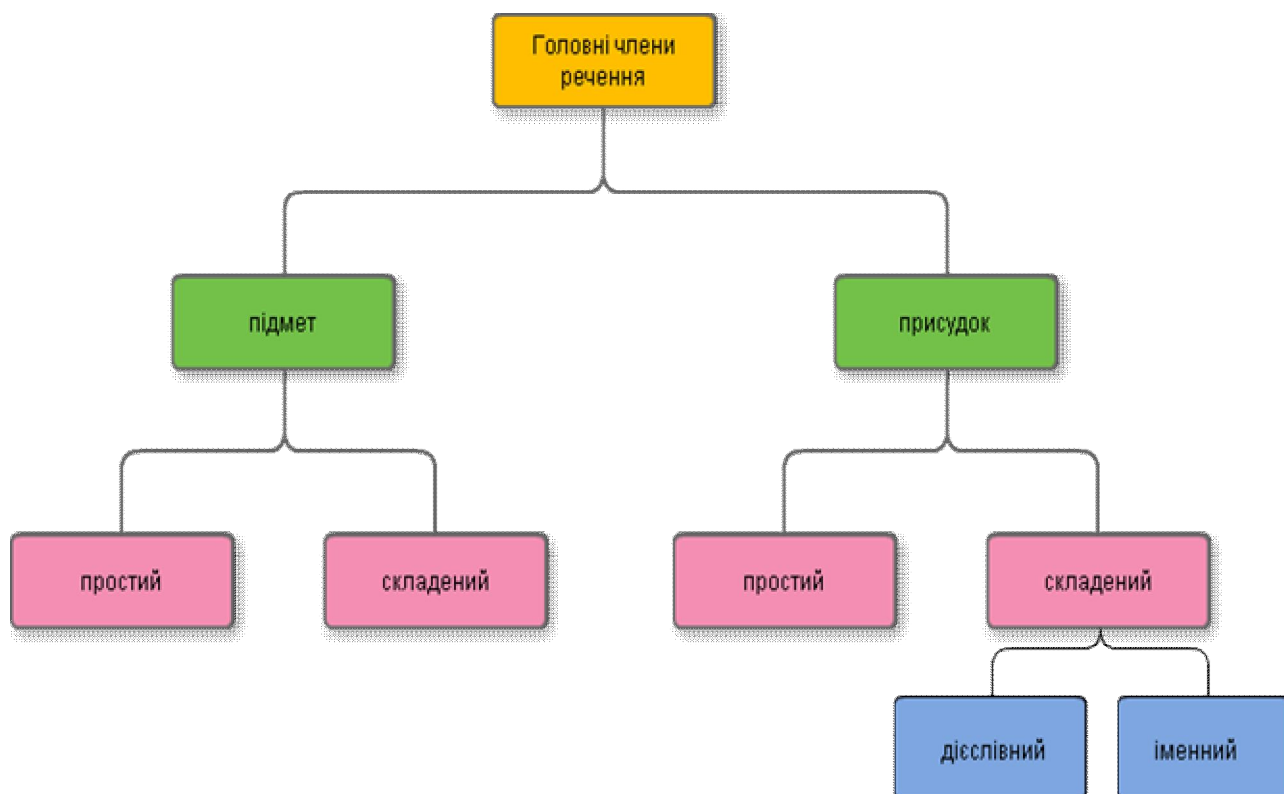 Головні члени
речення
підмет
присудок
простий
складений
простий
складений
дієслівний
іменний